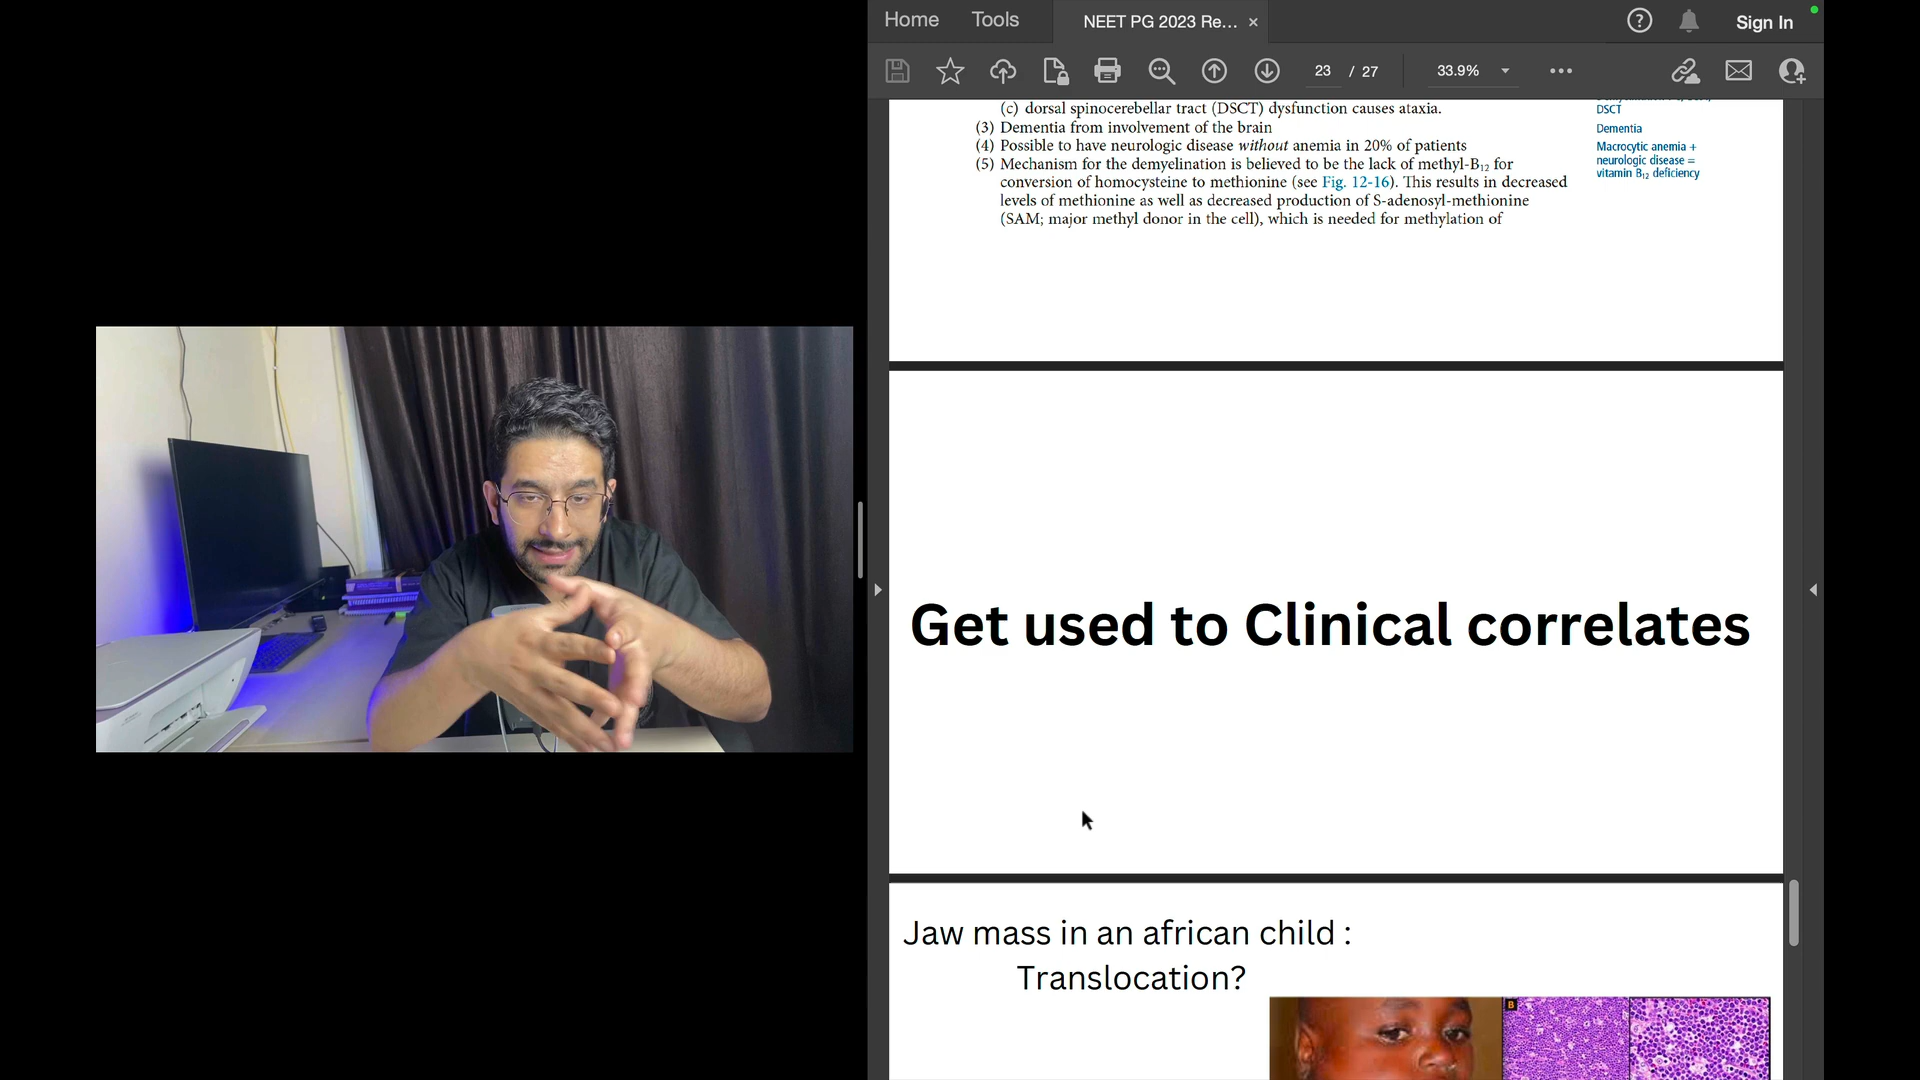 Home Tools NEET PG 2023 Re... × Sign In
23 / 27 33.9%
(c) dorsal spinocerebellar tract (DSCT) dysfunction causes ataxia.
(3) Dementia from involvement of the brain
(4) Possible to have neurologic disease without anemia in 20% of patients
(5) Mechanism for the demyelination is believed to be the lack of methyl-B12 for
conversion of homocysteine to methionine (see Fig. 12-16). This results in decreased
levels of methionine as well as decreased production of S-adenosyl-methionine
(SAM; major methyl donor in the cell), which is needed for methylation of
DSCT
Dementia
Macrocytic anemia +
neurologic disease =
vitamin B12 deficiency
Get used to Clinical correlates
Jaw mass in an african child :
Translocation?
B